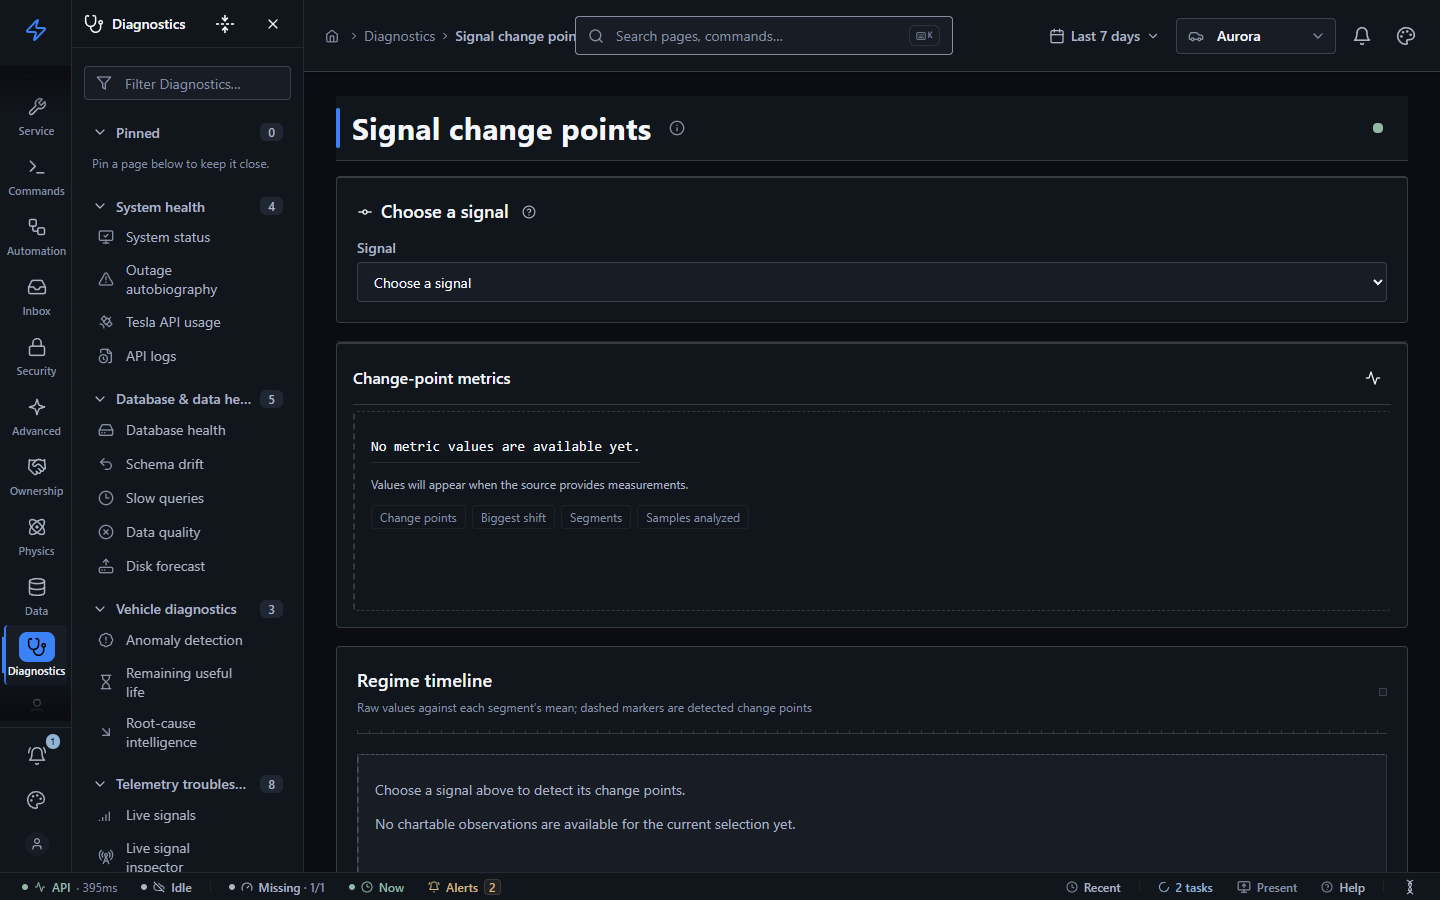 Diagnostics
Diagnostics
Signal change poin
Search pages, commands...
K
Last 7 days
Aurora
Service
Commands
Automation
Inbox
Security
Advanced
Ownership
Physics
Data
Diagnostics
1
Filter Diagnostics...
Pinned
0
Pin a page below to keep it close.
System health
4
System status
Outage
autobiography
Tesla API usage
API logs
Database & data he...
5
Database health
Schema drift
Slow queries
Data quality
Disk forecast
Vehicle diagnostics
3
Anomaly detection
Remaining useful
life
Root-cause
intelligence
Telemetry troubles...
8
Live signals
Live signal
inspector
Signal change points
Choose a signal
Signal
Choose a signal
Change-point metrics
No metric values are available yet.
Values will appear when the source provides measurements.
Change points
Biggest shift
Segments
Samples analyzed
Regime timeline
Raw values against each segment's mean; dashed markers are detected change points
Choose a signal above to detect its change points.
No chartable observations are available for the current selection yet.
API · 395ms
Idle
Missing · 1/1
Now
Alerts 2
Recent
2 tasks
Present
Help